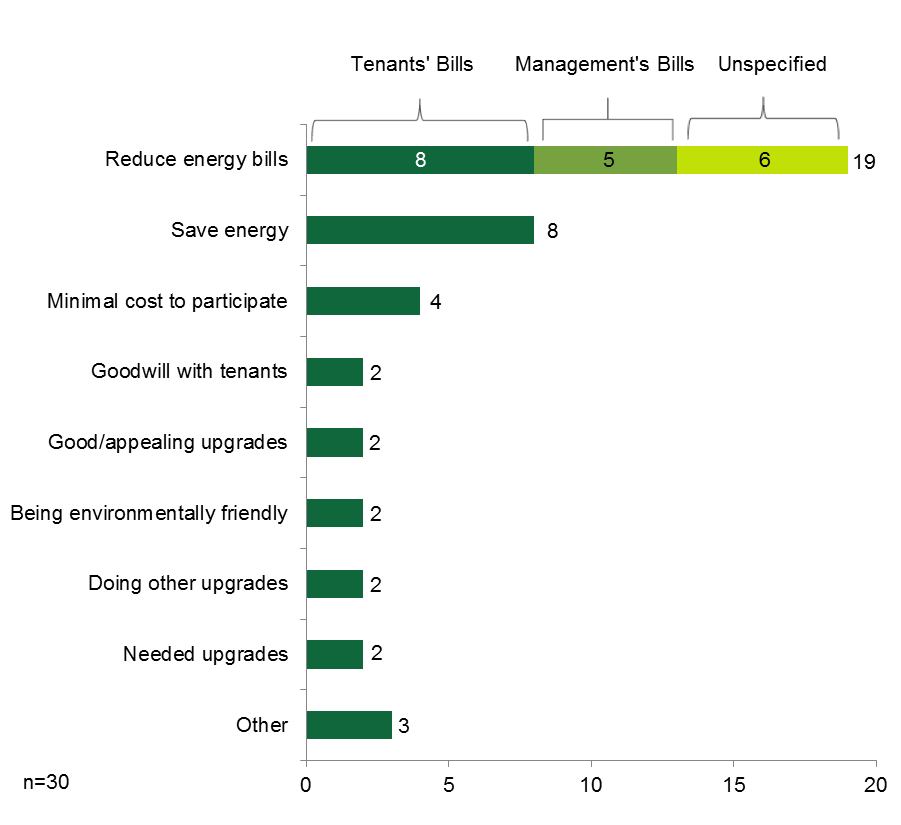 Tenants' Bills Management's Bills Unspecified
Reduce energy bills 8 5 6 19
Save energy 8
Minimal cost to participate 4
Goodwill with tenants 2
Good/appealing upgrades 2
Being environmentally friendly 2
Doing other upgrades 2
Needed upgrades 2
Other 3
n=30 0 5 10 15 20